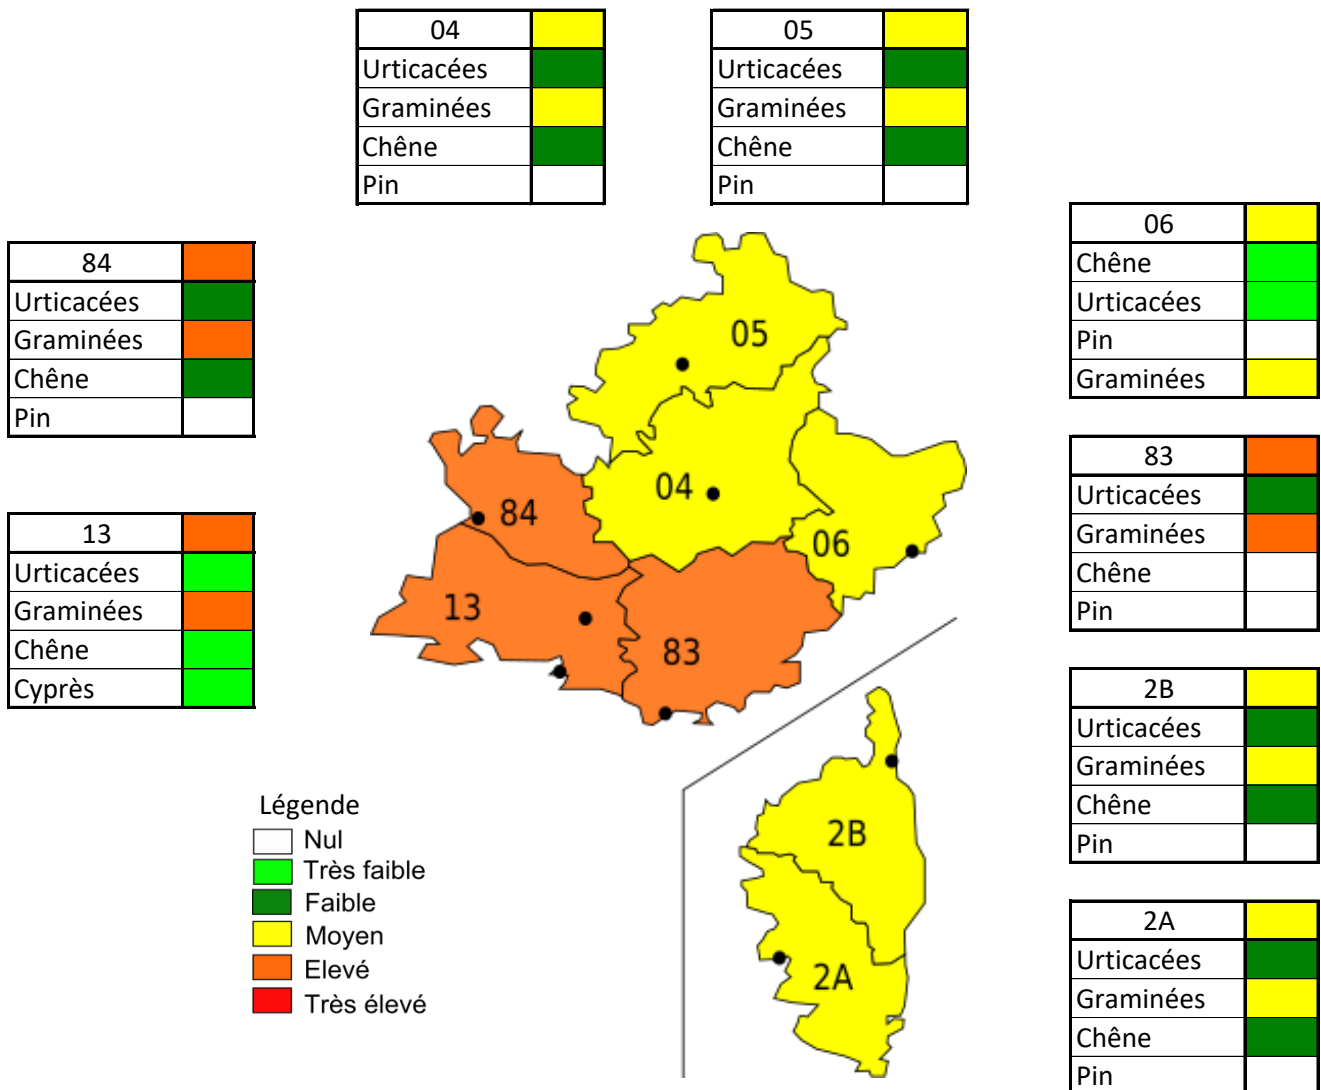 04
Urticacées
Graminées
Chêne
Pin
05
Urticacées
Graminées
Chêne
Pin
84
Urticacées
Graminées
Chêne
Pin
06
Chêne
Urticacées
Pin
Graminées
13
Urticacées
Graminées
Chêne
Cyprès
83
Urticacées
Graminées
Chêne
Pin
2B
Urticacées
Graminées
Chêne
Pin
2A
Urticacées
Graminées
Chêne
Pin
05
04
84
06
13
83
2B
2A
Légende
Nul
Très faible
Faible
Moyen
Elevé
Très élevé